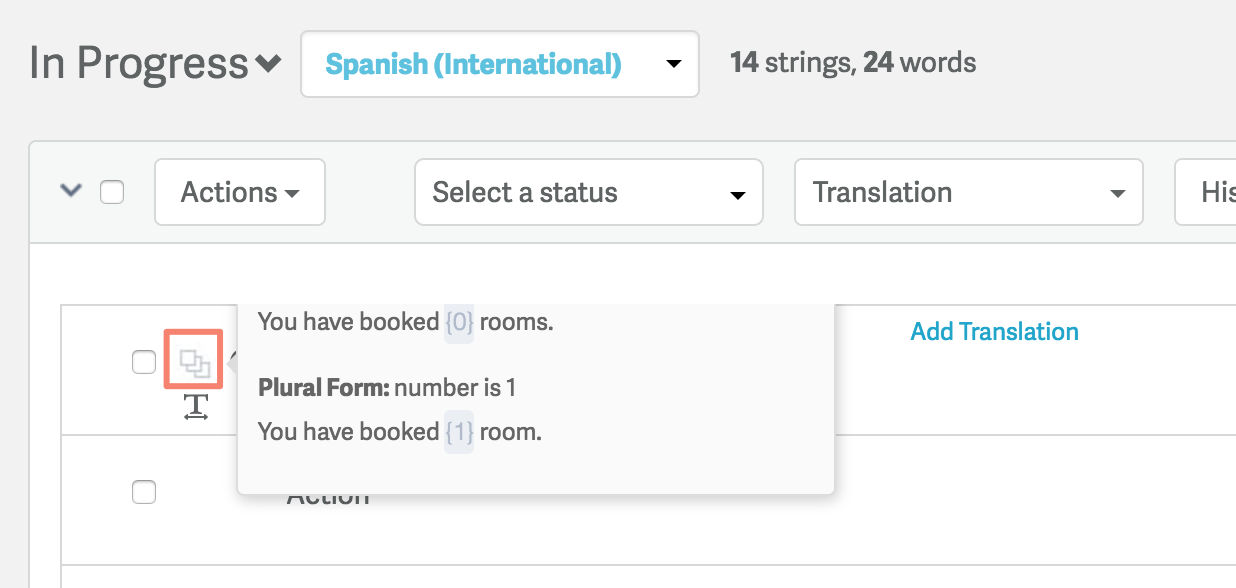 In Progress
Spanish (International)
14 strings, 24 words
Actions
Select a status
Translation
You have booked {0} rooms.
Add Translation
Plural Form: number is 1
You have booked {1} room.
Action